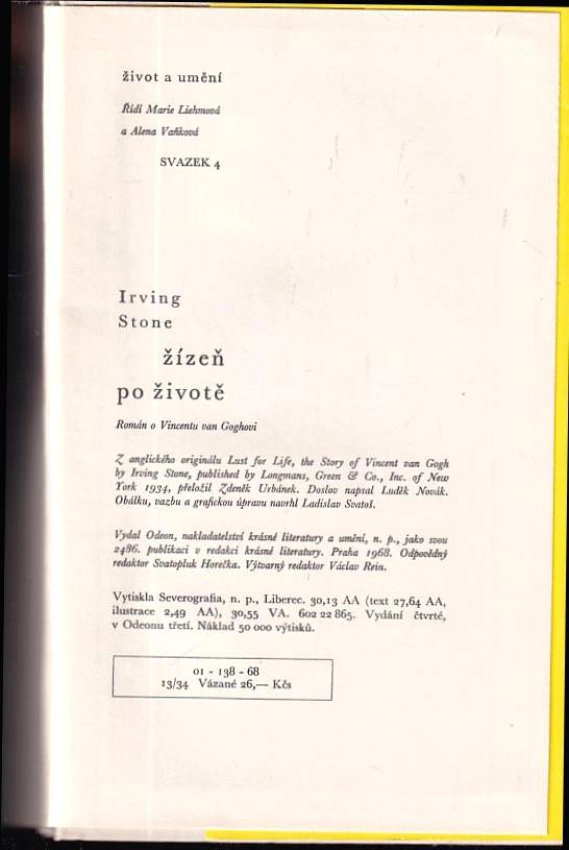 život a umění
Řídí Marie Liehmová
a Alena Vaňková
SVAZEK 4
Irving
Stone
žízeň
po životě
Román o Vincentu van Goghovi
Z anglického originálu Lust for Life, the Story of Vincent van Gogh
by Irving Stone, published by Longmans, Green & Co., Inc. of New
York 1934, přeložil Zdeněk Urbánek. Doslov napsal Luděk Novák.
Obálku, vazbu a grafickou úpravu navrhl Ladislav Svatoš.
Vydal Odeon, nakladatelství krásné literatury a umění, n. p., jako svou
2486. publikaci v redakci krásné literatury. Praha 1968. Odpovědný
redaktor Svatopluk Horečka. Výtvarný redaktor Václav Rein.
Vytiskla Severografia, n. p., Liberec. 30,13 AA (text 27,64 AA,
ilustrace 2,49 AA), 30,55 VA. 602 22 865. Vydání čtvrté,
v Odeonu třetí. Náklad 50 000 výtisků.
01 - 138 - 68
13/34 Vázané 26,— Kčs